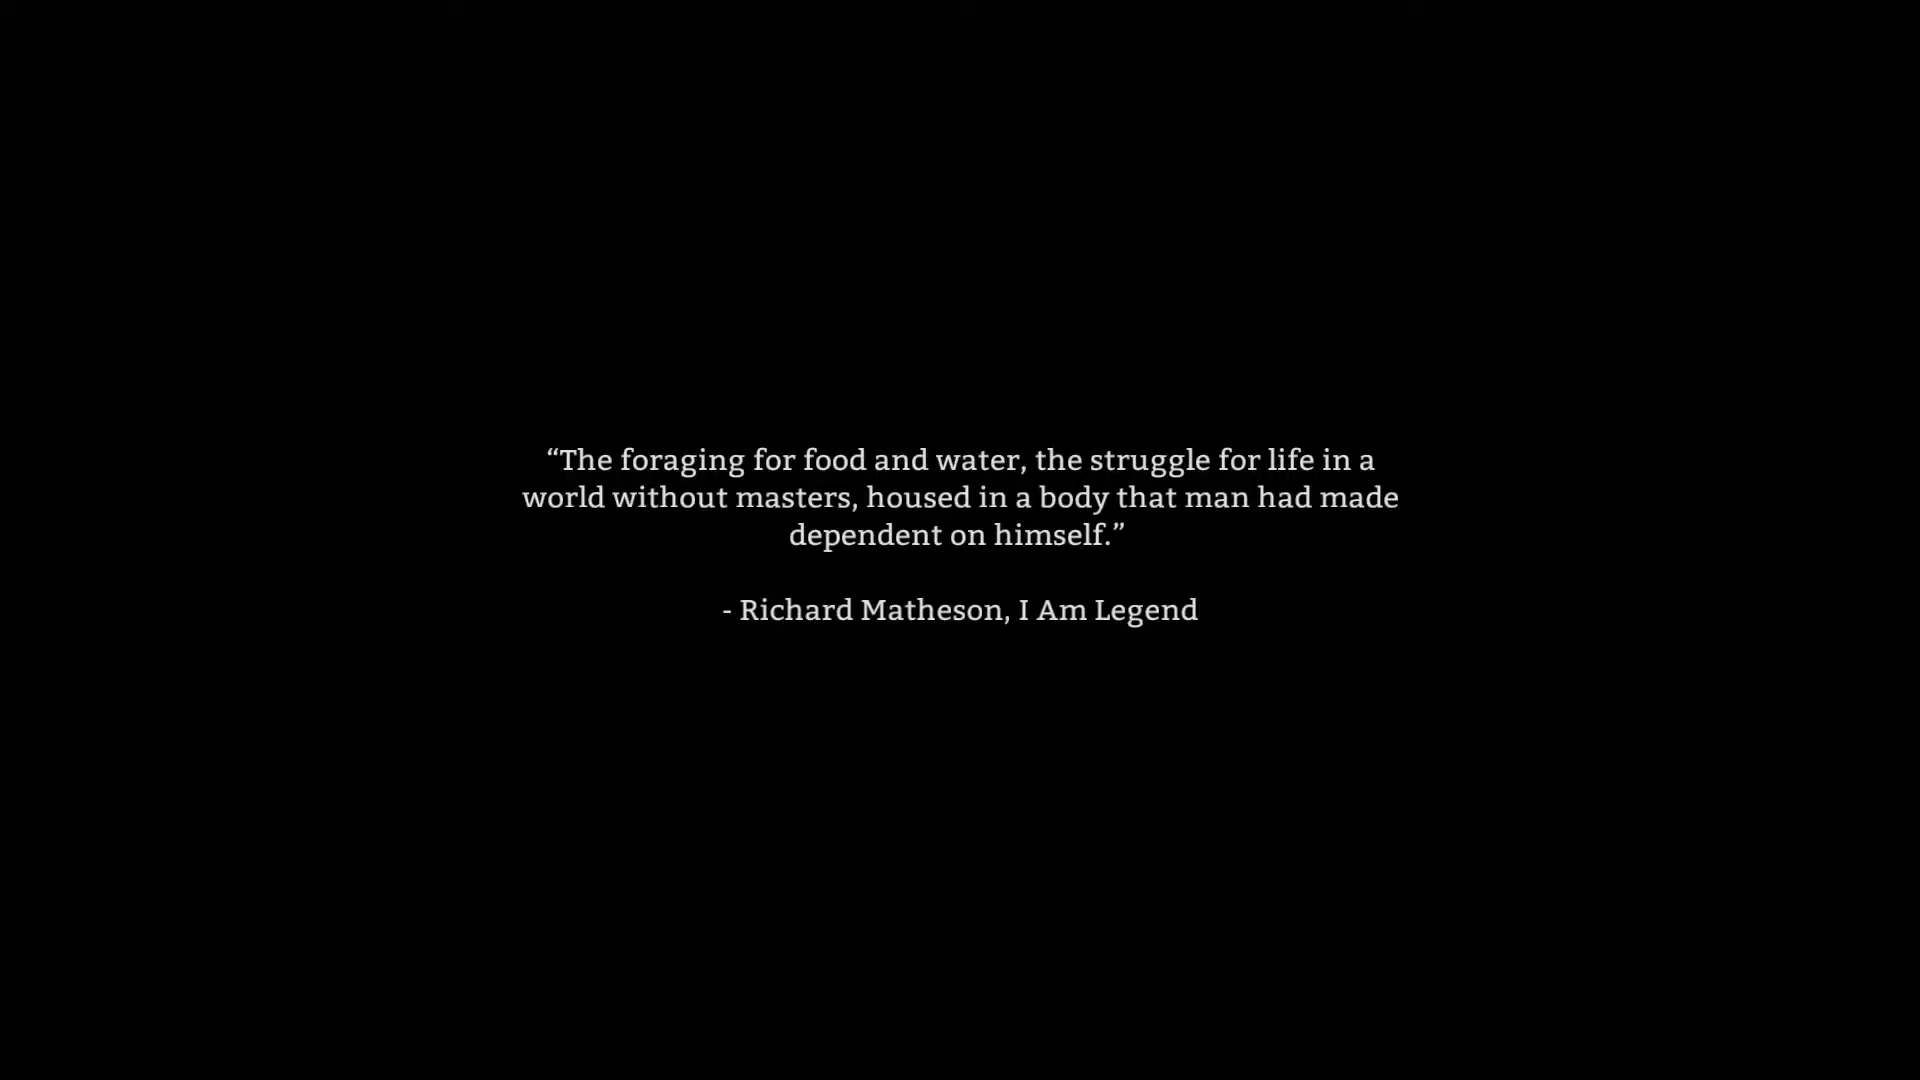 “The foraging for food and water, the struggle for life in a
world without masters, housed in a body that man had made
dependent on himself.”
- Richard Matheson, I Am Legend